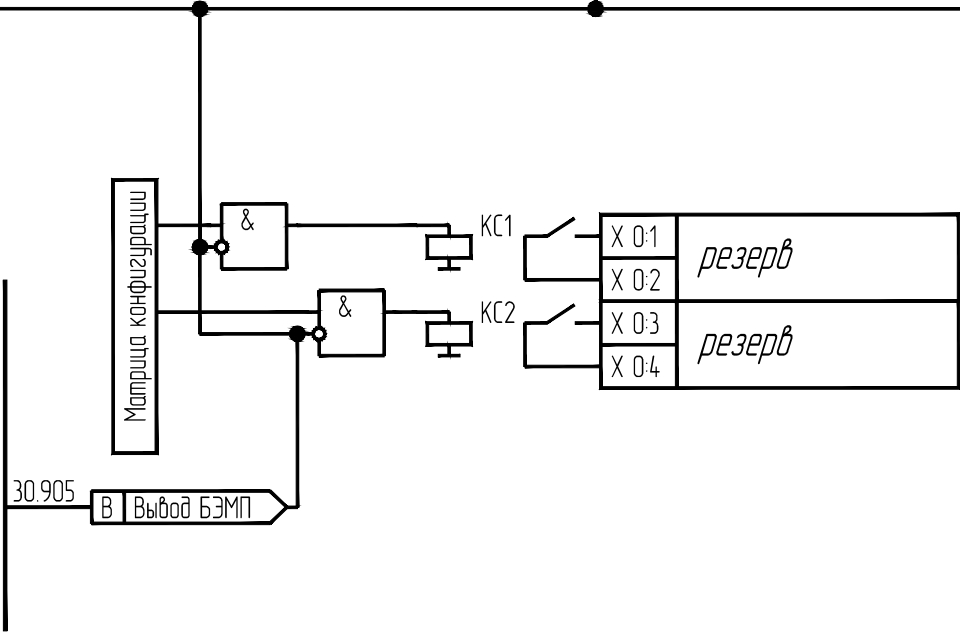 Матрица конфигурации
&
КС1
Х 0:1
резерв
Х 0:2
&
КС2
Х 0:3
резерв
Х 0:4
30.905
В
Вывод БЭМП